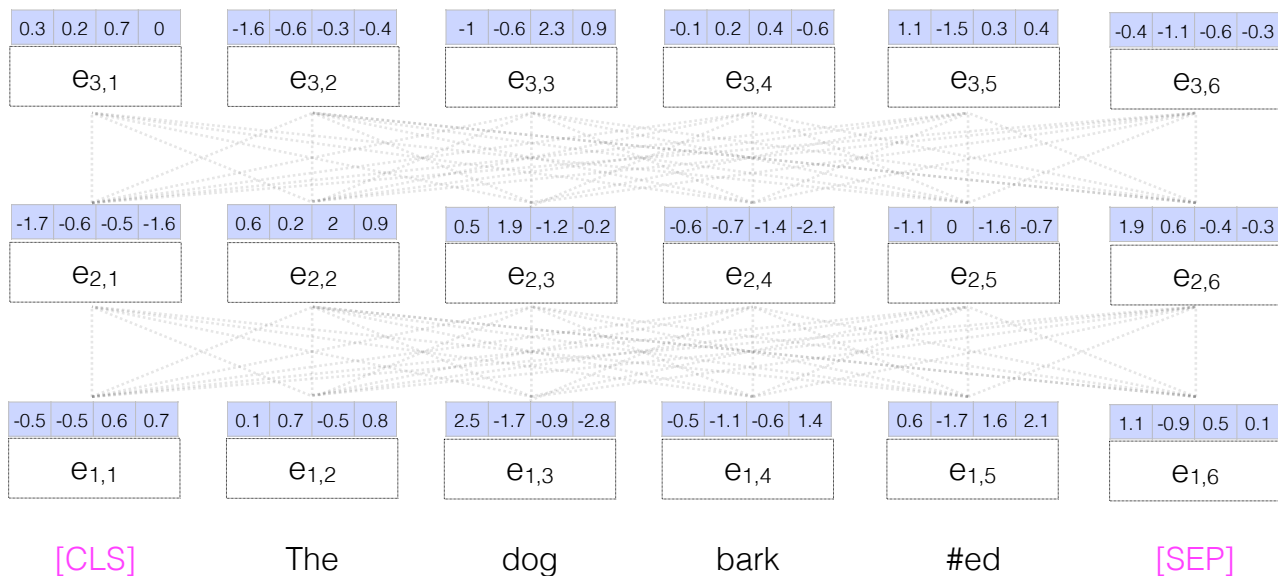 0.3 0.2 0.7 0 -1.6 -0.6 -0.3 -0.4 -1 -0.6 2.3 0.9 -0.1 0.2 0.4 -0.6 1.1 -1.5 0.3 0.4 -0.4 -1.1 -0.6 -0.3
e3,1 e3,2 e3,3 e3,4 e3,5 e3,6
-1.7 -0.6 -0.5 -1.6 0.6 0.2 2 0.9 0.5 1.9 -1.2 -0.2 -0.6 -0.7 -1.4 -2.1 -1.1 0 -1.6 -0.7 1.9 0.6 -0.4 -0.3
e2,1 e2,2 e2,3 e2,4 e2,5 e2,6
-0.5 -0.5 0.6 0.7 0.1 0.7 -0.5 0.8 2.5 -1.7 -0.9 -2.8 -0.5 -1.1 -0.6 1.4 0.6 -1.7 1.6 2.1 1.1 -0.9 0.5 0.1
e1,1 e1,2 e1,3 e1,4 e1,5 e1,6
[CLS] The dog bark #ed [SEP]